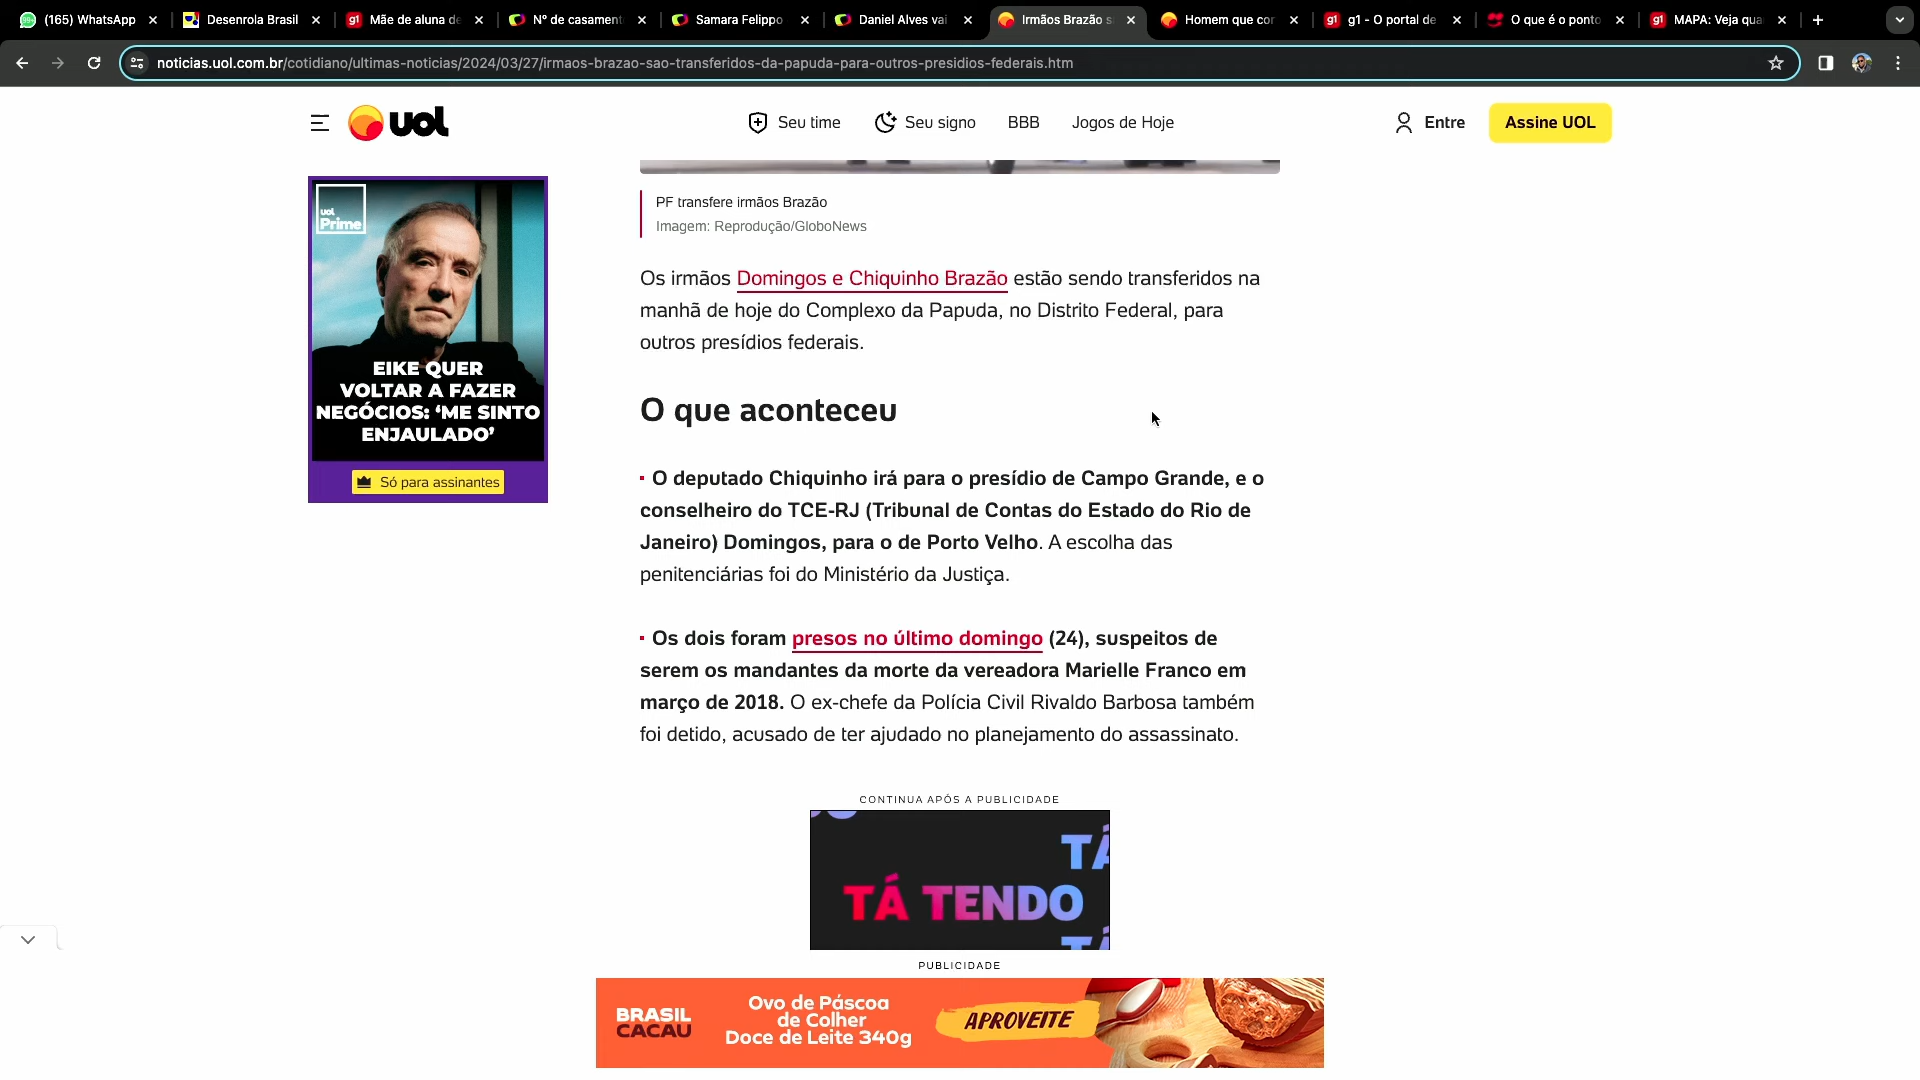 (165) WhatsApp
Desenrola Brasil
Mãe de aluna de
Nº de casament
Samara Felippo
Daniel Alves vai
Irmãos Brazão s
Homem que cor
g1 - O portal de
O que é o ponto
MAPA: Veja qua
noticias.uol.com.br/cotidiano/ultimas-noticias/2024/03/27/irmaos-brazao-sao-transferidos-da-papuda-para-outros-presidios-federais.htm
uol
Seu time
Seu signo
BBB
Jogos de Hoje
Entre
Assine UOL
uol
Prime
EIKE QUER
VOLTAR A FAZER
NEGÓCIOS: ‘ME SINTO
ENJAULADO’
Só para assinantes
PF transfere irmãos Brazão
Imagem: Reprodução/GloboNews
Os irmãos Domingos e Chiquinho Brazão estão sendo transferidos na
manhã de hoje do Complexo da Papuda, no Distrito Federal, para
outros presídios federais.
O que aconteceu
O deputado Chiquinho irá para o presídio de Campo Grande, e o
conselheiro do TCE-RJ (Tribunal de Contas do Estado do Rio de
Janeiro) Domingos, para o de Porto Velho. A escolha das
penitenciárias foi do Ministério da Justiça.
Os dois foram presos no último domingo (24), suspeitos de
serem os mandantes da morte da vereadora Marielle Franco em
março de 2018. O ex-chefe da Polícia Civil Rivaldo Barbosa também
foi detido, acusado de ter ajudado no planejamento do assassinato.
CONTINUA APÓS A PUBLICIDADE
TÁ
TÁ TENDO
TÁ
PUBLICIDADE
BRASIL
CACAU
Ovo de Páscoa
de Colher
Doce de Leite 340g
APROVEITE